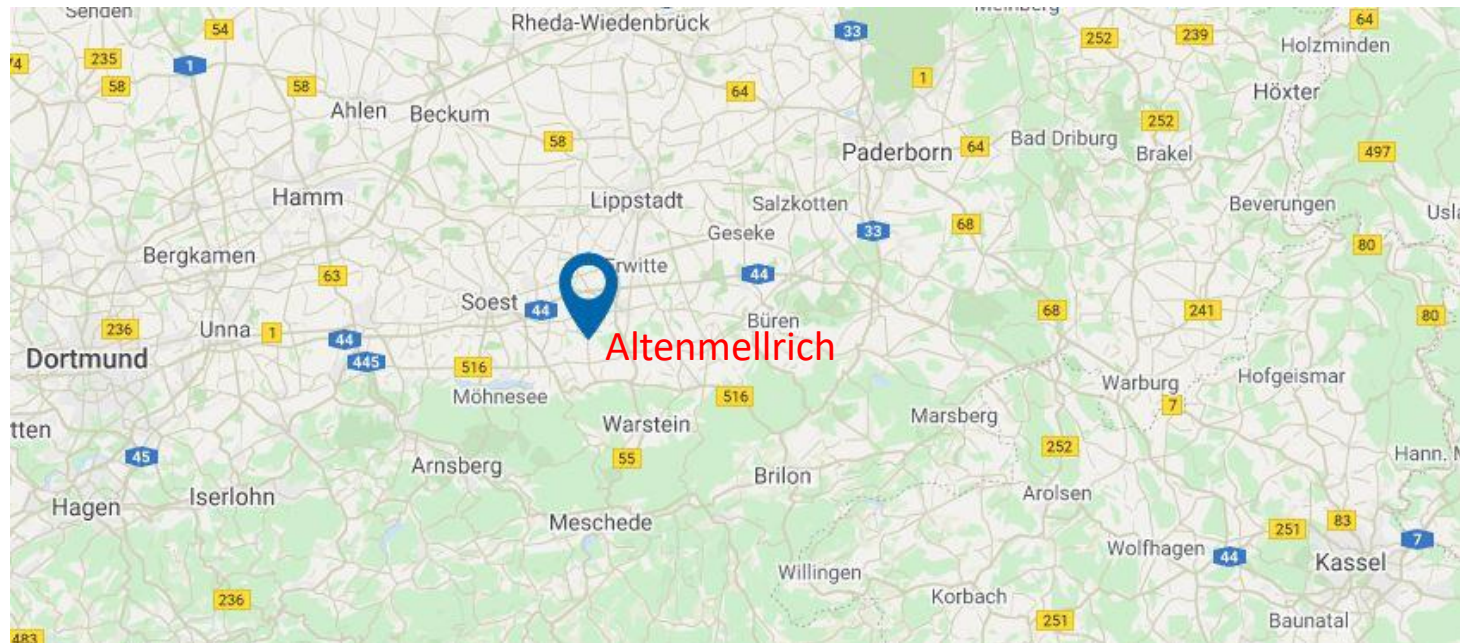 Senden
54
Rheda-Wiedenbrück
33
252
239
64
Holzminden
235
1
58
58
64
1
Höxter
Ahlen
Beckum
58
252
Paderborn
64
Bad Driburg
Brakel
497
Hamm
Lippstadt
Salzkotten
Beverungen
Geseke
33
68
80
Bergkamen
63
Erwitte
44
Soest
44
68
241
236
Unna
1
44
Büren
80
Dortmund
445
516
Altenmellrich
Möhnesee
516
Warburg
7
Hofgeismar
Warstein
Marsberg
tten
45
Arnsberg
55
Brilon
252
Hann.
Hagen
Iserlohn
Arolsen
Meschede
251
83
7
Wolfhagen
44
Kassel
Willingen
236
Korbach
251
Baunatal
483